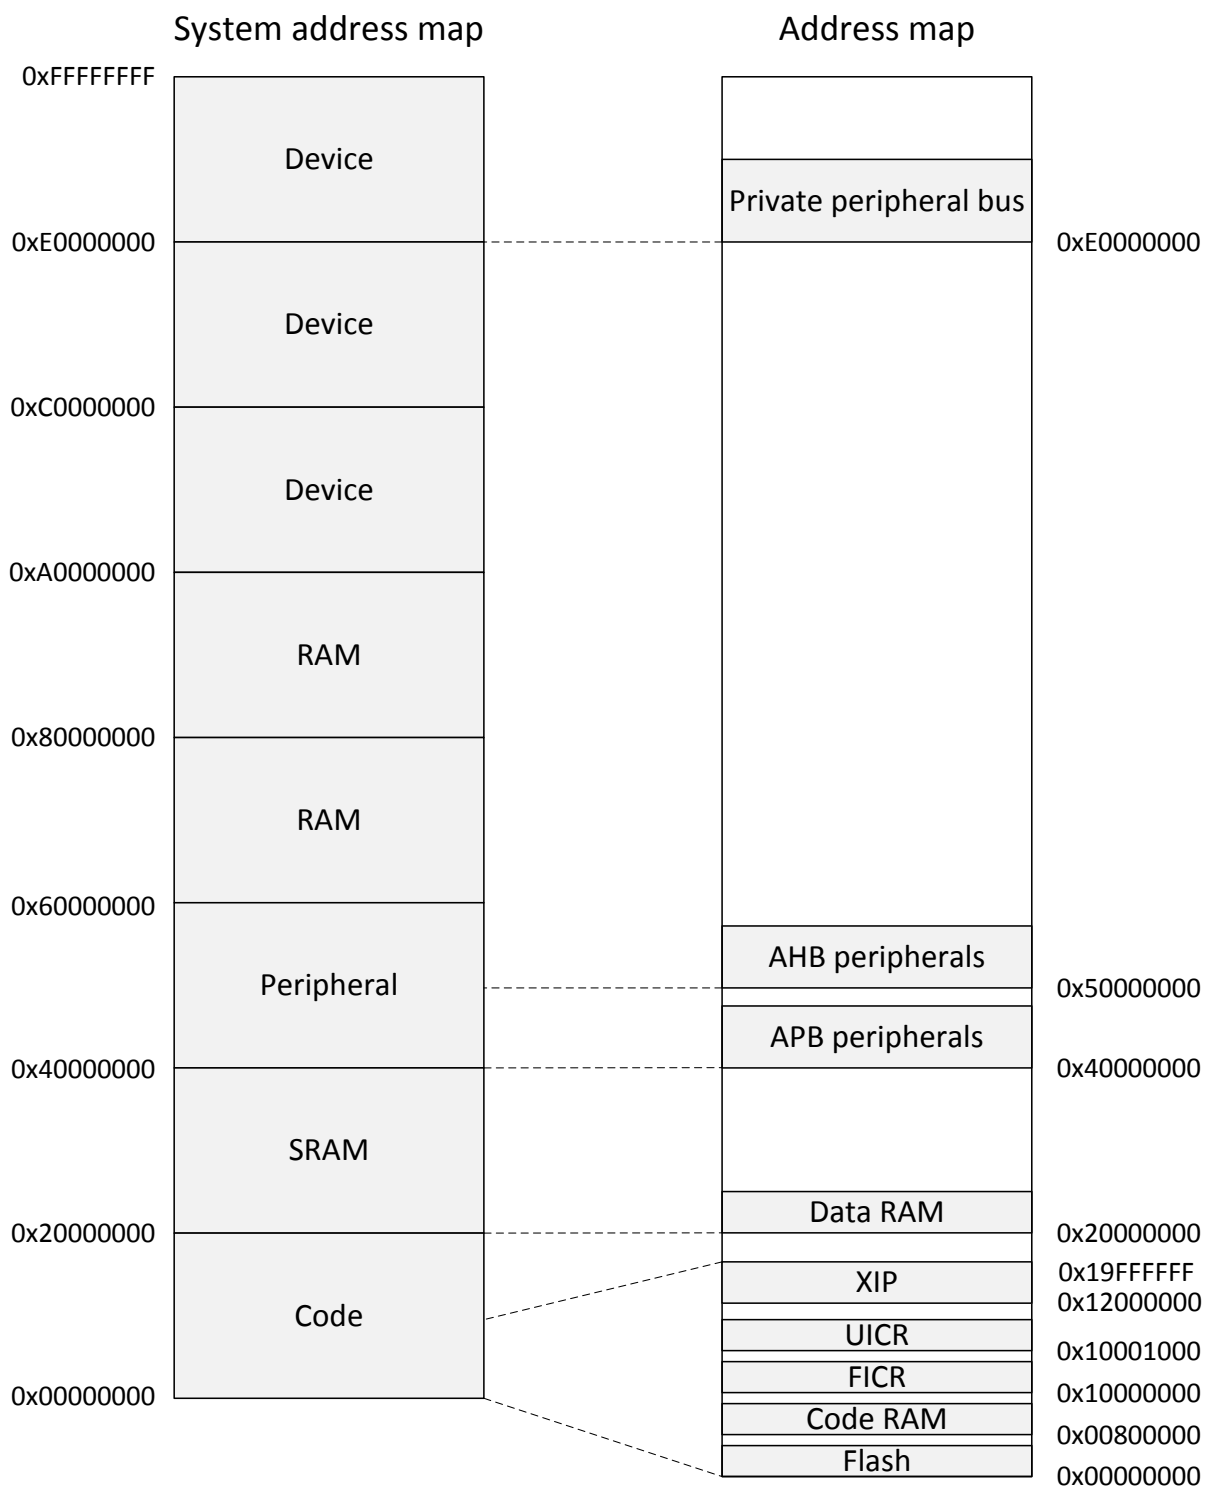 System address map
Address map
0xFFFFFFFF
Device
Private peripheral bus
0xE0000000
0xE0000000
Device
0xC0000000
Device
0xA0000000
RAM
0x80000000
RAM
0x60000000
AHB peripherals
Peripheral
0x50000000
APB peripherals
0x40000000
0x40000000
SRAM
Data RAM
0x20000000
0x20000000
0x19FFFFFF
XIP
0x12000000
Code
UICR
0x10001000
FICR
0x00000000
0x10000000
Code RAM
0x00800000
Flash
0x00000000